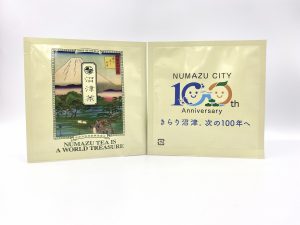 沼津茶
NUMAZU TEA IS
A WORLD TREASURE
NUMAZU CITY
100th
Anniversary
きらり沼津、次の100年へ